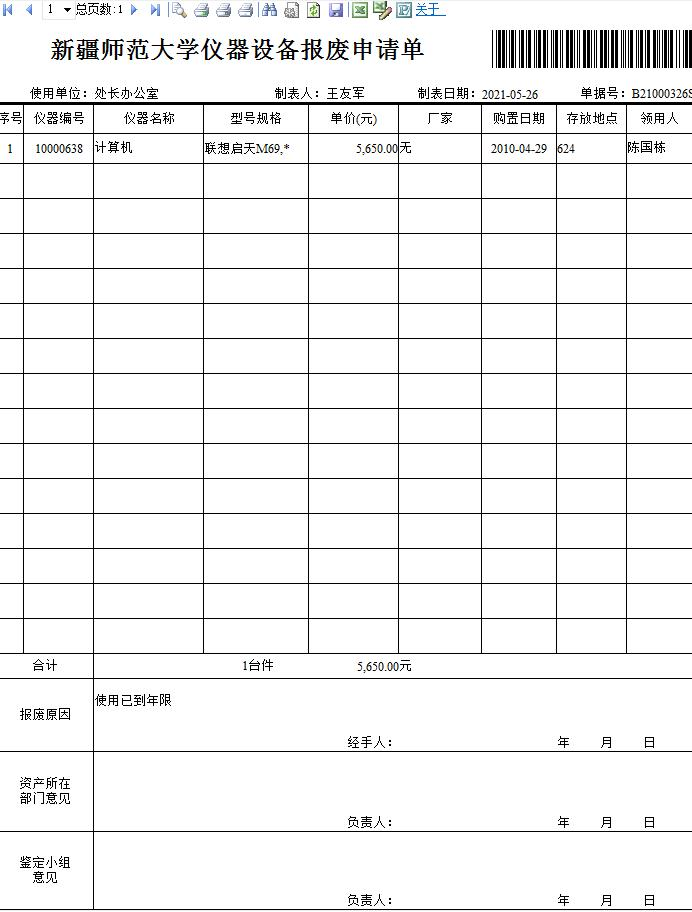 1 总页数:1 关于
新疆师范大学仪器设备报废申请单
使用单位：处长办公室 制表人：王友军 制表日期：2021-05-26 单据号：B21000326S
序号 仪器编号 仪器名称 型号规格 单价(元) 厂家 购置日期 存放地点 领用人
1 10000638 计算机 联想启天M69,* 5,650.00 无 2010-04-29 624 陈国栋
合计 1台件 5,650.00元
报废原因
使用已到年限
经手人： 年 月 日
资产所在
部门意见
负责人： 年 月 日
鉴定小组
意见
负责人： 年 月 日